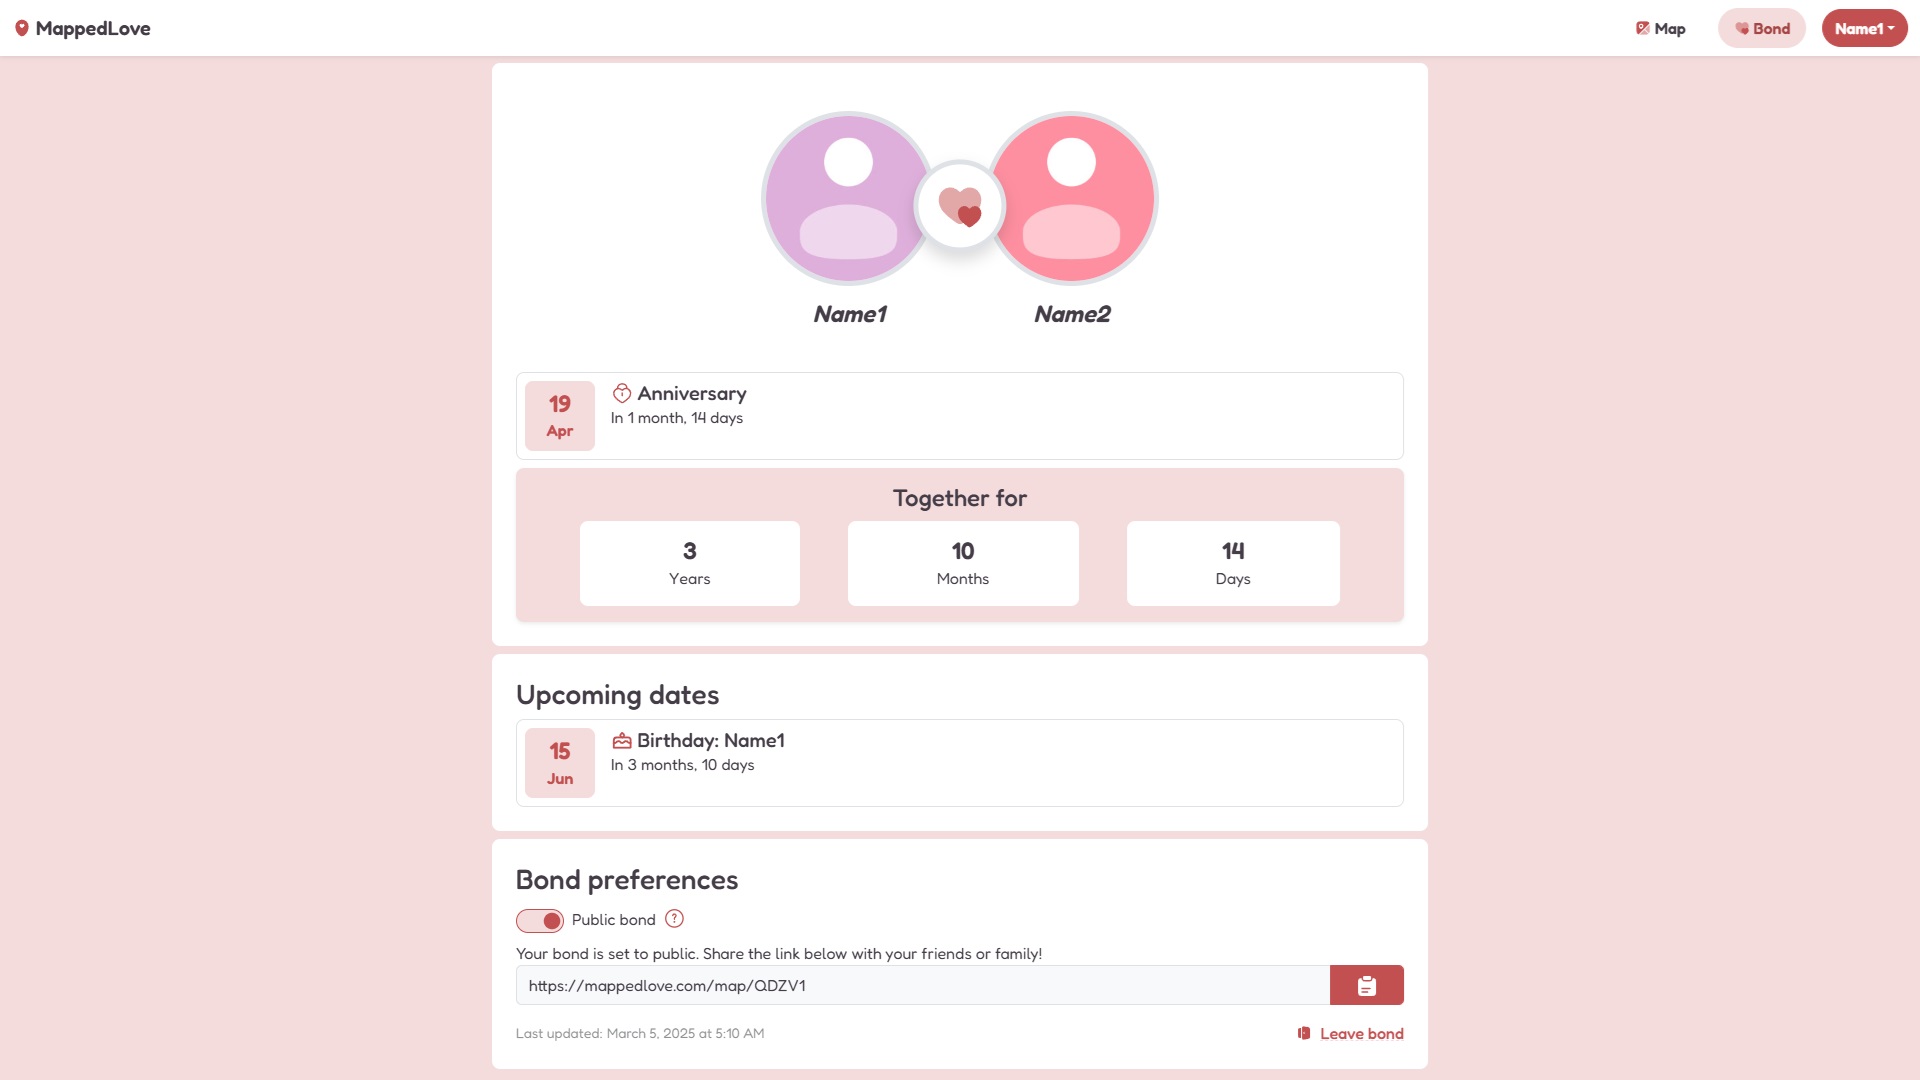 MappedLove
Map
Bond
Name1
Name1
Name2
19
Apr
Anniversary
In 1 month, 14 days
Together for
3
Years
10
Months
14
Days
Upcoming dates
15
Jun
Birthday: Name1
In 3 months, 10 days
Bond preferences
Public bond
Your bond is set to public. Share the link below with your friends or family!
https://mappedlove.com/map/QDZV1
Last updated: March 5, 2025 at 5:10 AM
Leave bond